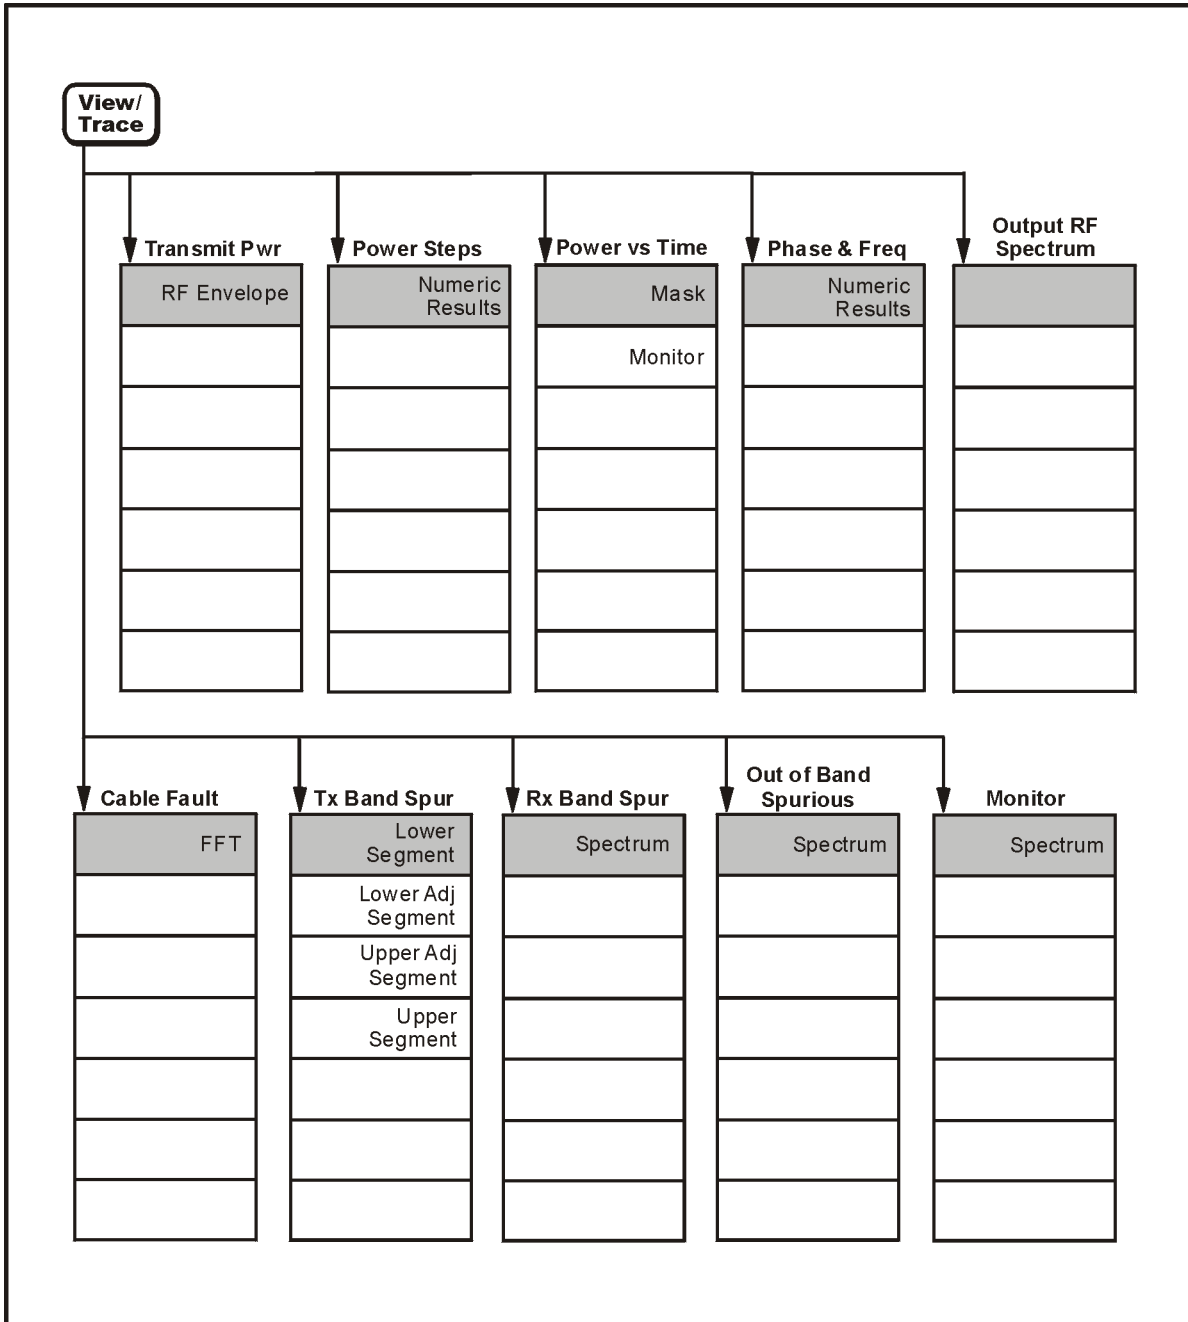 View/
Trace
Transmit Pwr
Power Steps
Power vs Time
Phase & Freq
Output RF
Spectrum
RF Envelope
Numeric
Results
Mask
Numeric
Results
Monitor
Cable Fault
Tx Band Spur
Rx Band Spur
Out of Band
Spurious
Monitor
FFT
Lower
Segment
Spectrum
Spectrum
Spectrum
Lower Adj
Segment
Upper Adj
Segment
Upper
Segment